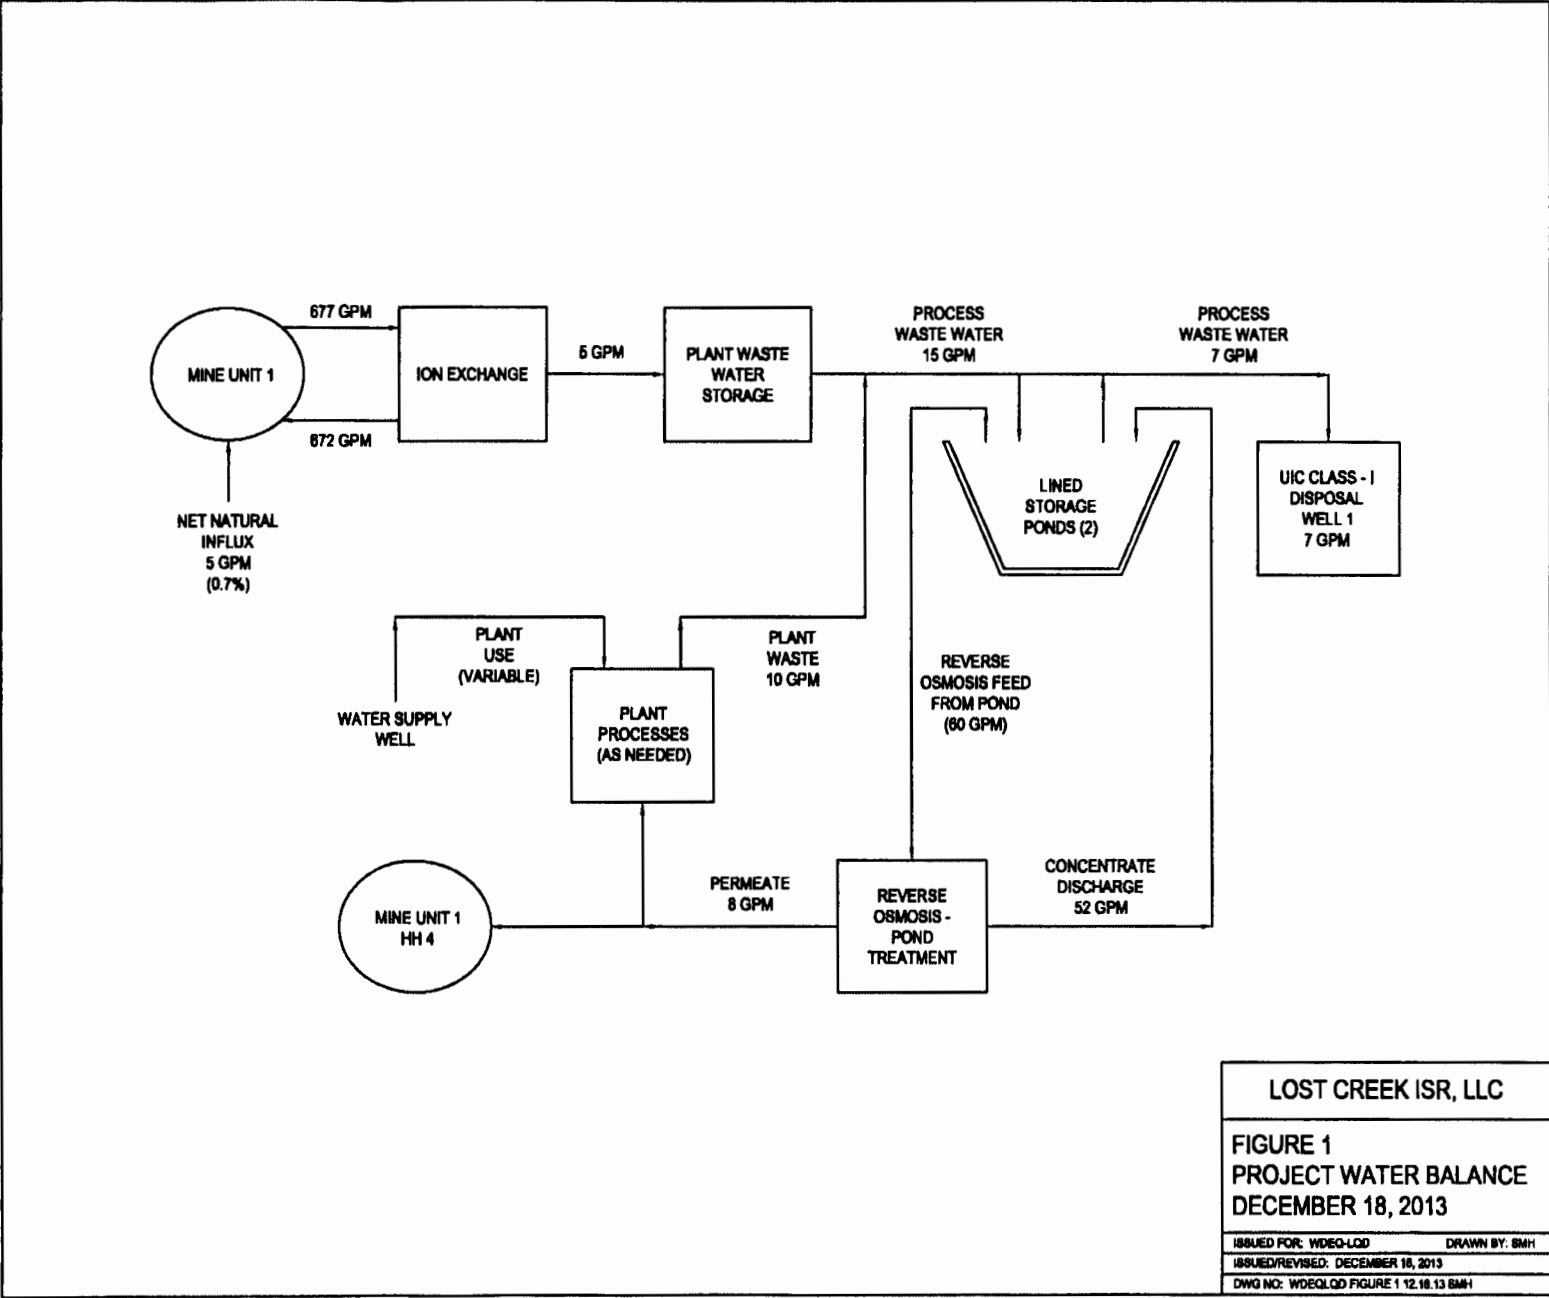 677 GPM
MINE UNIT 1
672 GPM
NET NATURAL
INFLUX
5 GPM
(0.7%)
ION EXCHANGE
5 GPM
PLANT WASTE
WATER
STORAGE
PROCESS
WASTE WATER
15 GPM
PROCESS
WASTE WATER
7 GPM
LINED
STORAGE
PONDS (2)
UIC CLASS - I
DISPOSAL
WELL 1
7 GPM
PLANT
USE
(VARIABLE)
WATER SUPPLY
WELL
PLANT
PROCESSES
(AS NEEDED)
PLANT
WASTE
10 GPM
REVERSE
OSMOSIS FEED
FROM POND
(60 GPM)
MINE UNIT 1
HH 4
PERMEATE
8 GPM
REVERSE
OSMOSIS -
POND
TREATMENT
CONCENTRATE
DISCHARGE
52 GPM
LOST CREEK ISR, LLC
FIGURE 1
PROJECT WATER BALANCE
DECEMBER 18, 2013
ISSUED FOR: WDEQ-LQD DRAWN BY: SMH
ISSUED/REVISED: DECEMBER 18, 2013
DWG NO: WDEQLQD FIGURE 1 12.18.13 SMH